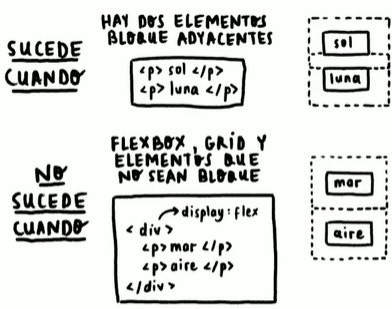 SUCEDE
CUANDO
HAY DOS ELEMENTOS
BLOQUE ADYACENTES
<p> sol </p>
<p> luna </p>
sol
luna
NO
SUCEDE
CUANDO
FLEXBOX, GRID Y
ELEMENTOS QUE
NO SEAN BLOQUE
display: flex
<div>
<p> mar </p>
<p> aire </p>
</div>
mar
aire